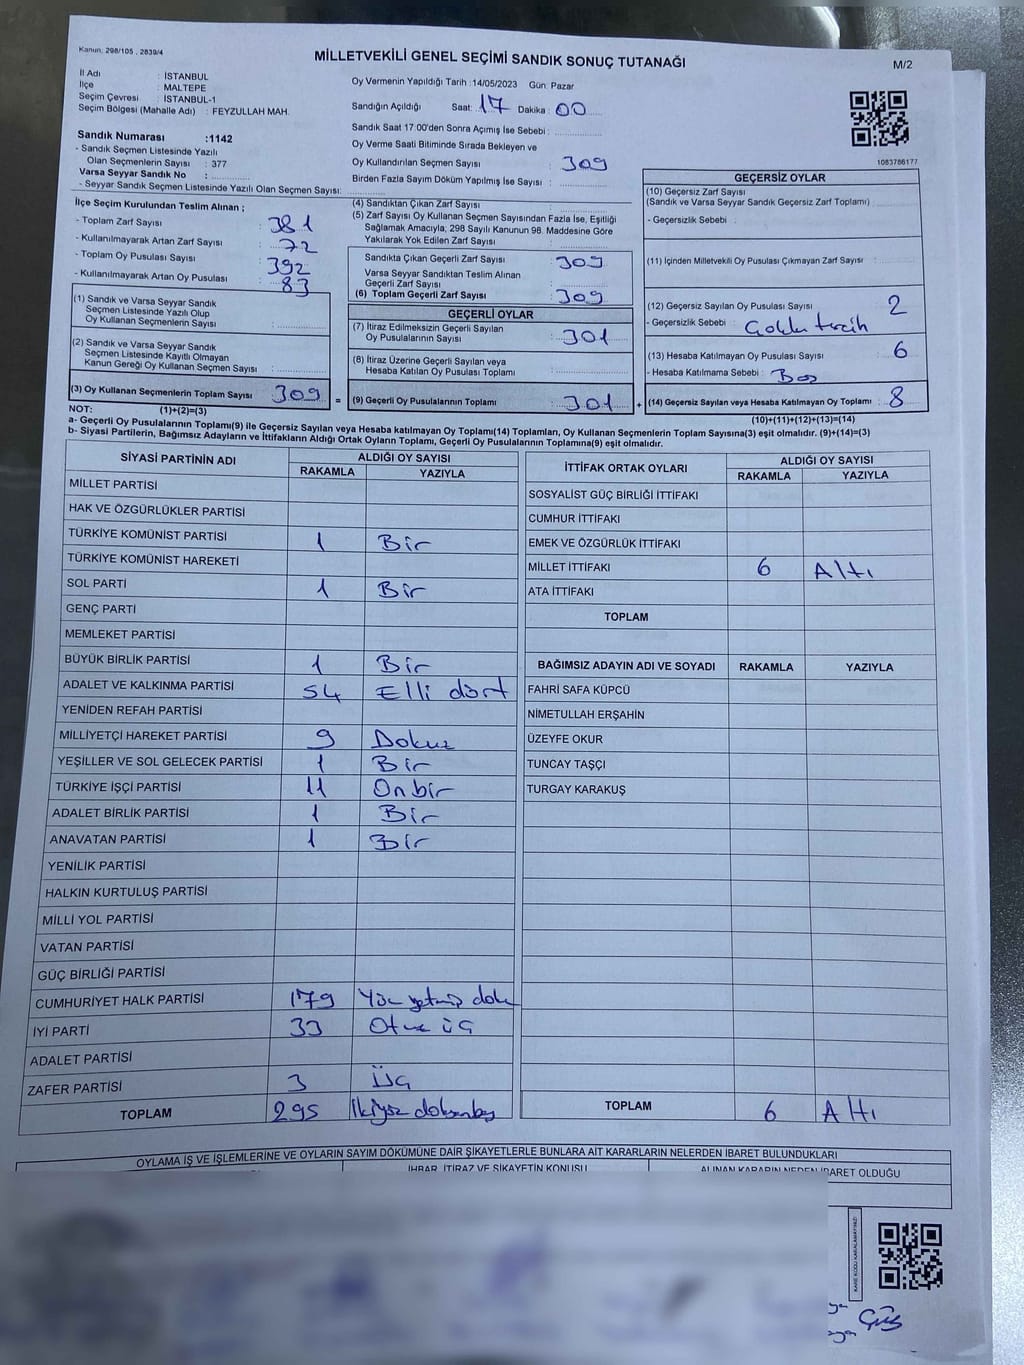 Kanun: 298/105 , 2839/4
MİLLETVEKİLİ GENEL SEÇİMİ SANDIK SONUÇ TUTANAĞI
M/2
İl Adı : İSTANBUL
İlçe : MALTEPE
Seçim Çevresi : İSTANBUL-1
Seçim Bölgesi (Mahalle Adı) : FEYZULLAH MAH.
Sandık Numarası :1142
- Sandık Seçmen Listesinde Yazılı
Olan Seçmenlerin Sayısı : 377
Varsa Seyyar Sandık No :
- Seyyar Sandık Seçmen Listesinde Yazılı Olan Seçmen Sayısı:
Oy Vermenin Yapıldığı Tarih :14/05/2023 Gün: Pazar
Sandığın Açıldığı Saat: 17 Dakika: 00
Sandık Saat 17:00'den Sonra Açımış İse Sebebi :
Oy Verme Saati Bitiminde Sırada Bekleyen ve
Oy Kullandırılan Seçmen Sayısı : 309
Birden Fazla Sayım Döküm Yapılmış İse Sayısı :
1083786177
İlçe Seçim Kurulundan Teslim Alınan ;
- Toplam Zarf Sayısı : 381
- Kullanılmayarak Artan Zarf Sayısı : 72
- Toplam Oy Pusulası Sayısı : 392
- Kullanılmayarak Artan Oy Pusulası : 83
(1) Sandık ve Varsa Seyyar Sandık
Seçmen Listesinde Yazılı Olup
Oy Kullanan Seçmenlerin Sayısı :
(2) Sandık ve Varsa Seyyar Sandık
Seçmen Listesinde Kayıtlı Olmayan
Kanun Gereği Oy Kullanan Seçmen Sayısı :
(3) Oy Kullanan Seçmenlerin Toplam Sayısı : 309 =
(4) Sandıktan Çıkan Zarf Sayısı :
(5) Zarf Sayısı Oy Kullanan Seçmen Sayısından Fazla İse, Eşitliği
Sağlamak Amacıyla, 298 Sayılı Kanunun 98. Maddesine Göre
Yakılarak Yok Edilen Zarf Sayısı :
Sandıkta Çıkan Geçerli Zarf Sayısı : 309
Varsa Seyyar Sandıktan Teslim Alınan
Geçerli Zarf Sayısı :
(6) Toplam Geçerli Zarf Sayısı : 309
GEÇERLİ OYLAR
(7) İtiraz Edilmeksizin Geçerli Sayılan
Oy Pusulalarının Sayısı : 301
(8) İtiraz Üzerine Geçerli Sayılan veya
Hesaba Katılan Oy Pusulası Toplamı :
(9) Geçerli Oy Pusulalarının Toplamı : 301 +
GEÇERSİZ OYLAR
(10) Geçersiz Zarf Sayısı
(Sandık ve Varsa Seyyar Sandık Geçersiz Zarf Toplamı) :
- Geçersizlik Sebebi :
(11) İçinden Milletvekili Oy Pusulası Çıkmayan Zarf Sayısı :
(12) Geçersiz Sayılan Oy Pusulası Sayısı : 2
- Geçersizlik Sebebi : Çoklu tercih
(13) Hesaba Katılmayan Oy Pusulası Sayısı : 6
- Hesaba Katılmama Sebebi : Boş
(14) Geçersiz Sayılan veya Hesaba Katılmayan Oy Toplamı : 8
NOT: (1)+(2)=(3)
(10)+(11)+(12)+(13)=(14)
a- Geçerli Oy Pusulalarının Toplamı(9) ile Geçersiz Sayılan veya Hesaba katılmayan Oy Toplamı(14) Toplamları, Oy Kullanan Seçmenlerin Toplam Sayısına(3) eşit olmalıdır. (9)+(14)=(3)
b- Siyasi Partilerin, Bağımsız Adayların ve İttifakların Aldığı Ortak Oyların Toplamı, Geçerli Oy Pusulalarının Toplamına(9) eşit olmalıdır.
SİYASİ PARTİNİN ADI ALDIĞI OY SAYISI
RAKAMLA YAZIYLA
MİLLET PARTİSİ
HAK VE ÖZGÜRLÜKLER PARTİSİ
TÜRKİYE KOMÜNİST PARTİSİ 1 Bir
TÜRKİYE KOMÜNİST HAREKETİ
SOL PARTİ 1 Bir
GENÇ PARTİ
MEMLEKET PARTİSİ
BÜYÜK BİRLİK PARTİSİ 1 Bir
ADALET VE KALKINMA PARTİSİ 54 Elli dört
YENİDEN REFAH PARTİSİ
MİLLİYETÇİ HAREKET PARTİSİ 9 Dokuz
YEŞİLLER VE SOL GELECEK PARTİSİ 1 Bir
TÜRKİYE İŞÇİ PARTİSİ 11 Onbir
ADALET BİRLİK PARTİSİ 1 Bir
ANAVATAN PARTİSİ 1 Bir
YENİLİK PARTİSİ
HALKIN KURTULUŞ PARTİSİ
MİLLİ YOL PARTİSİ
VATAN PARTİSİ
GÜÇ BİRLİĞİ PARTİSİ
CUMHURİYET HALK PARTİSİ 179 Yüz yetmiş doku
İYİ PARTİ 33 Otuz üç
ADALET PARTİSİ
ZAFER PARTİSİ 3 Üç
TOPLAM 295 İkiyüz doksanbeş
İTTİFAK ORTAK OYLARI ALDIĞI OY SAYISI
RAKAMLA YAZIYLA
SOSYALİST GÜÇ BİRLİĞİ İTTİFAKI
CUMHUR İTTİFAKI
EMEK VE ÖZGÜRLÜK İTTİFAKI
MİLLET İTTİFAKI 6 Altı
ATA İTTİFAKI
TOPLAM
BAĞIMSIZ ADAYIN ADI VE SOYADI RAKAMLA YAZIYLA
FAHRİ SAFA KÜPCÜ
NİMETULLAH ERŞAHİN
ÜZEYFE OKUR
TUNCAY TAŞÇI
TURGAY KARAKUŞ
TOPLAM 6 Altı
OYLAMA İŞ VE İŞLEMLERİNE VE OYLARIN SAYIM DÖKÜMÜNE DAİR ŞİKAYETLERLE BUNLARA AİT KARARLARIN NELERDEN İBARET BULUNDUKLARI
İHBAR, İTİRAZ VE ŞİKAYETİN KONUSU
ALINAN KARARIN NEDEN İBARET OLDUĞU
KARE KODU KARALAMAYINIZ!